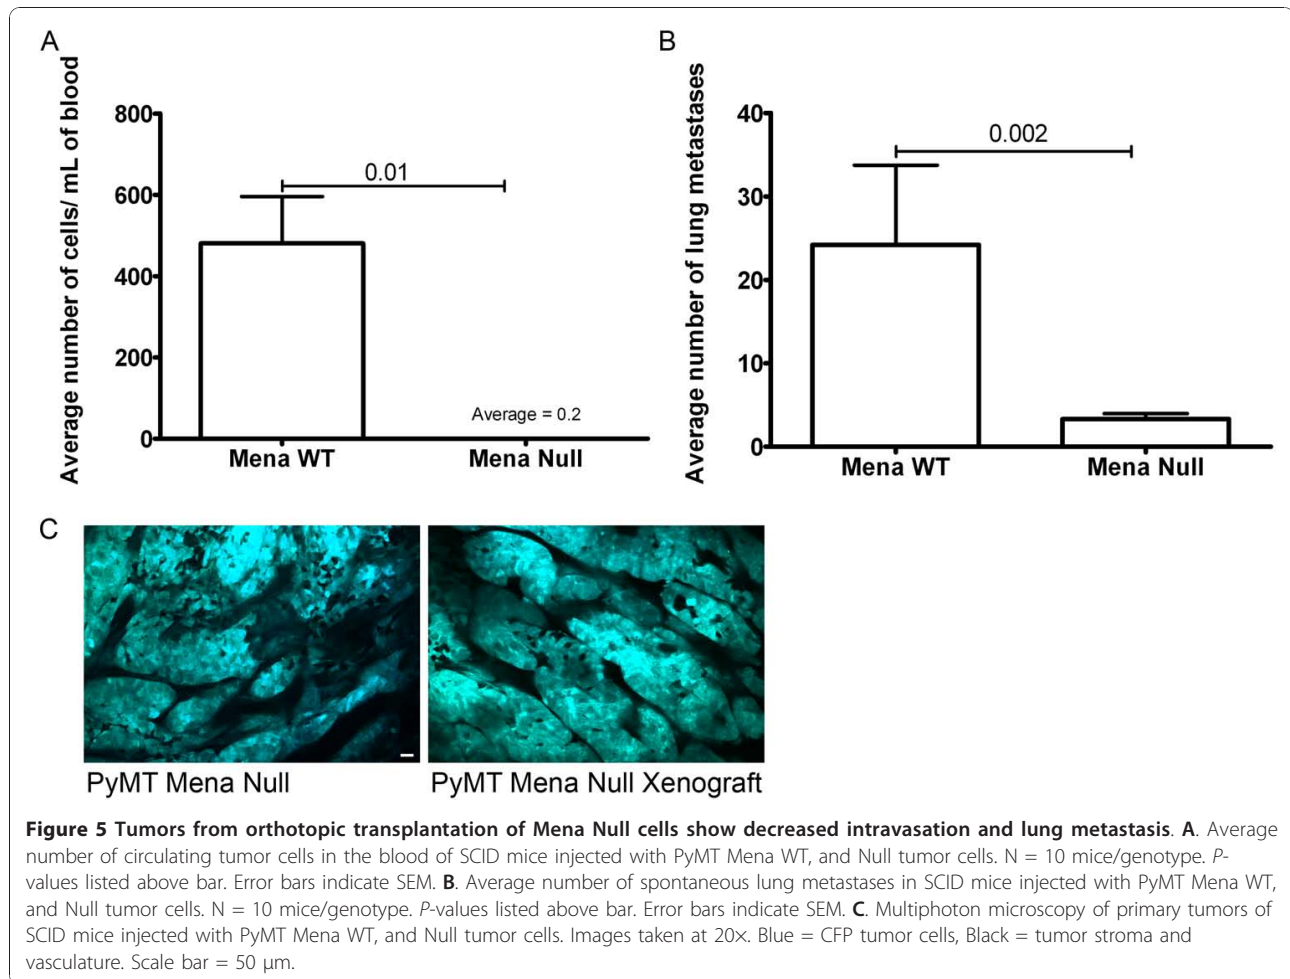 A
Average number of cells/ mL of blood
800
600
400
200
0
0.01
Average = 0.2
Mena WT
Mena Null
B
Average number of lung metastases
40
30
20
10
0
0.002
Mena WT
Mena Null
C
PyMT Mena Null
PyMT Mena Null Xenograft
Figure 5 Tumors from orthotopic transplantation of Mena Null cells show decreased intravasation and lung metastasis. A. Average
number of circulating tumor cells in the blood of SCID mice injected with PyMT Mena WT, and Null tumor cells. N = 10 mice/genotype. P-
values listed above bar. Error bars indicate SEM. B. Average number of spontaneous lung metastases in SCID mice injected with PyMT Mena WT,
and Null tumor cells. N = 10 mice/genotype. P-values listed above bar. Error bars indicate SEM. C. Multiphoton microscopy of primary tumors of
SCID mice injected with PyMT Mena WT, and Null tumor cells. Images taken at 20×. Blue = CFP tumor cells, Black = tumor stroma and
vasculature. Scale bar = 50 μm.